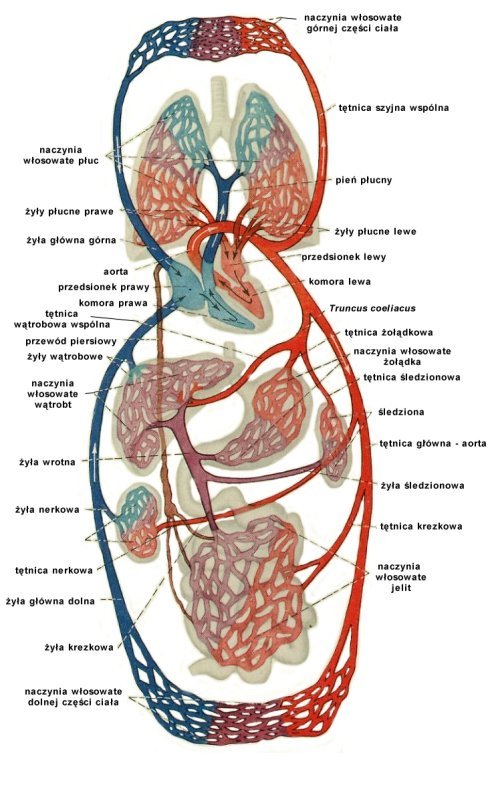 naczynia włosowate
górnej części ciała
tętnica szyjna wspólna
naczynia
włosowate płuc
pień płucny
żyły płucne prawe
żyły płucne lewe
żyła główna górna
przedsionek lewy
aorta
komora lewa
przedsionek prawy
komora prawa
Truncus coeliacus
tętnica
wątrobowa wspólna
tętnica żołądkowa
przewód piersiowy
naczynia włosowate
żołądka
żyły wątrobowe
tętnica śledzionowa
naczynia
włosowate
wątrobt
śledziona
tętnica główna - aorta
żyła wrotna
żyła śledzionowa
żyła nerkowa
tętnica krezkowa
tętnica nerkowa
naczynia
włosowate
jelit
żyła główna dolna
żyła krezkowa
naczynia włosowate
dolnej części ciała